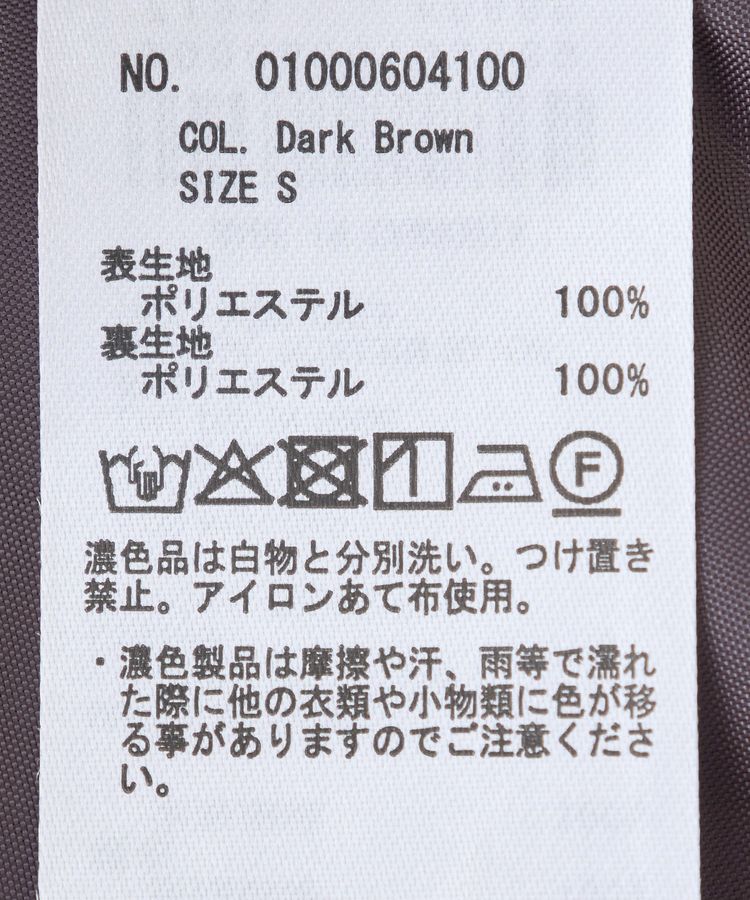 NO. 01000604100
COL. Dark Brown
SIZE S
表生地
ポリエステル 100%
裏生地
ポリエステル 100%
F
濃色品は白物と分別洗い。つけ置き
禁止。アイロンあて布使用。
・濃色製品は摩擦や汗、雨等で濡れ
た際に他の衣類や小物類に色が移
る事がありますのでご注意くださ
い。